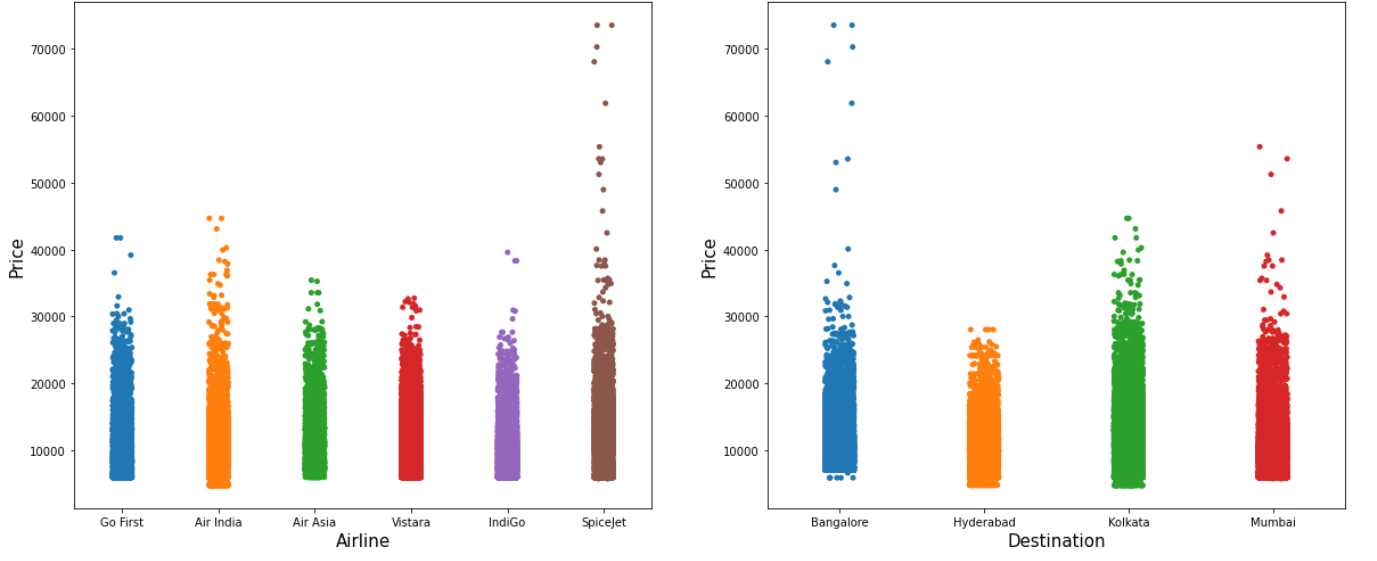 70000
60000
50000
40000
30000
20000
10000
Price
Go First Air India Air Asia Vistara IndiGo SpiceJet
Airline
70000
60000
50000
40000
30000
20000
10000
Price
Bangalore Hyderabad Kolkata Mumbai
Destination